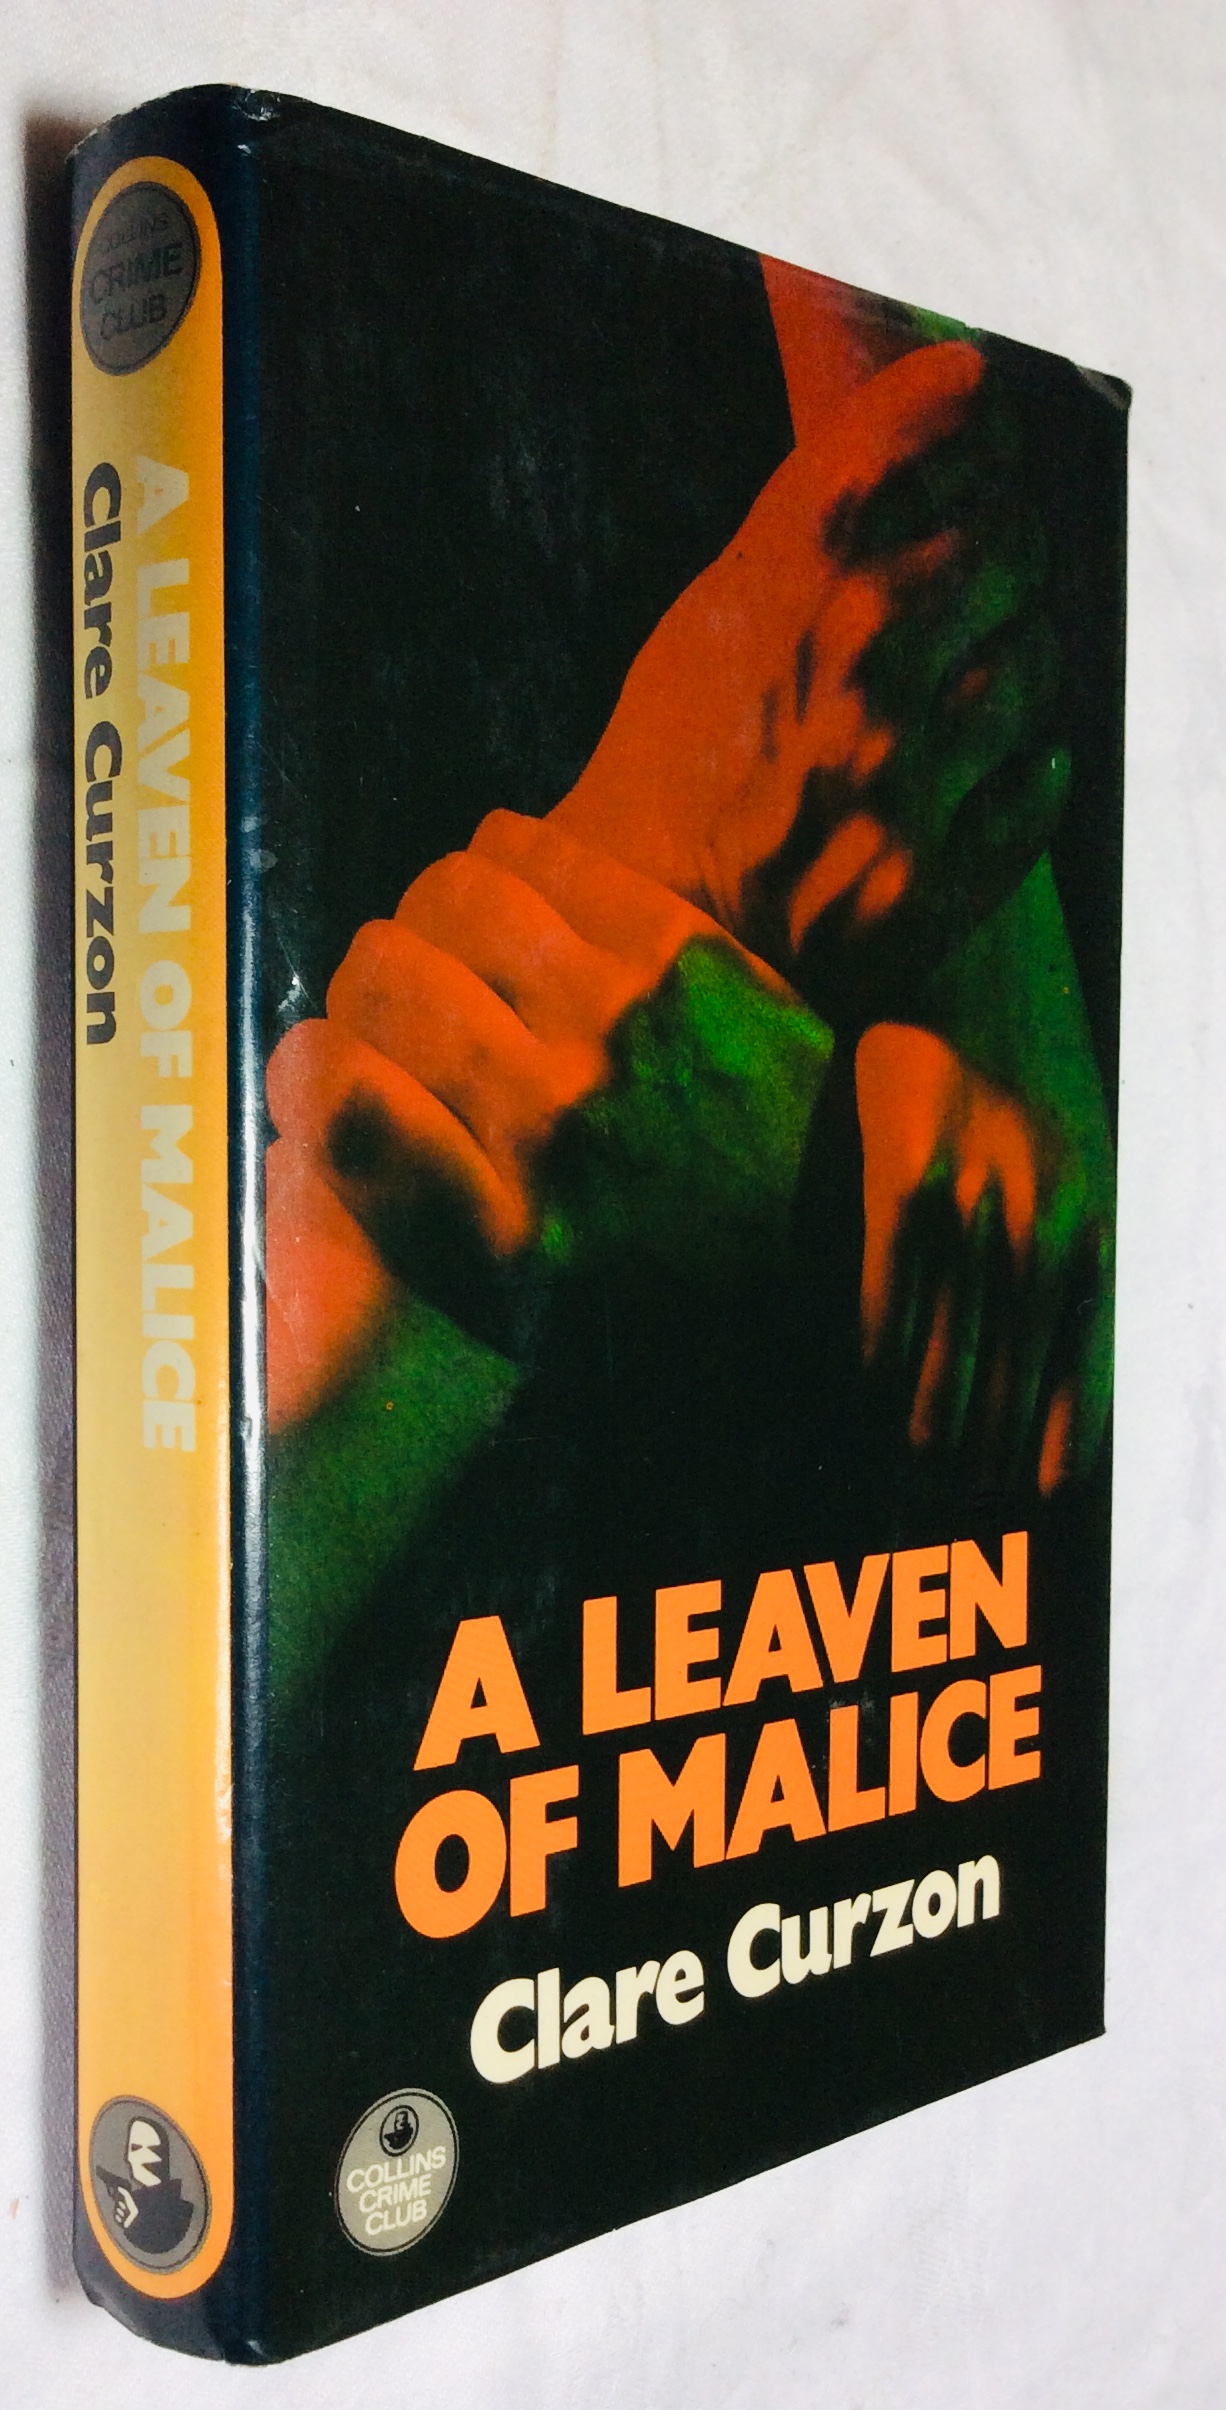 COLLINS
CRIME
CLUB
A LEAVEN OF MALICE
Clare Curzon
A LEAVEN
OF MALICE
Clare Curzon
COLLINS
CRIME
CLUB